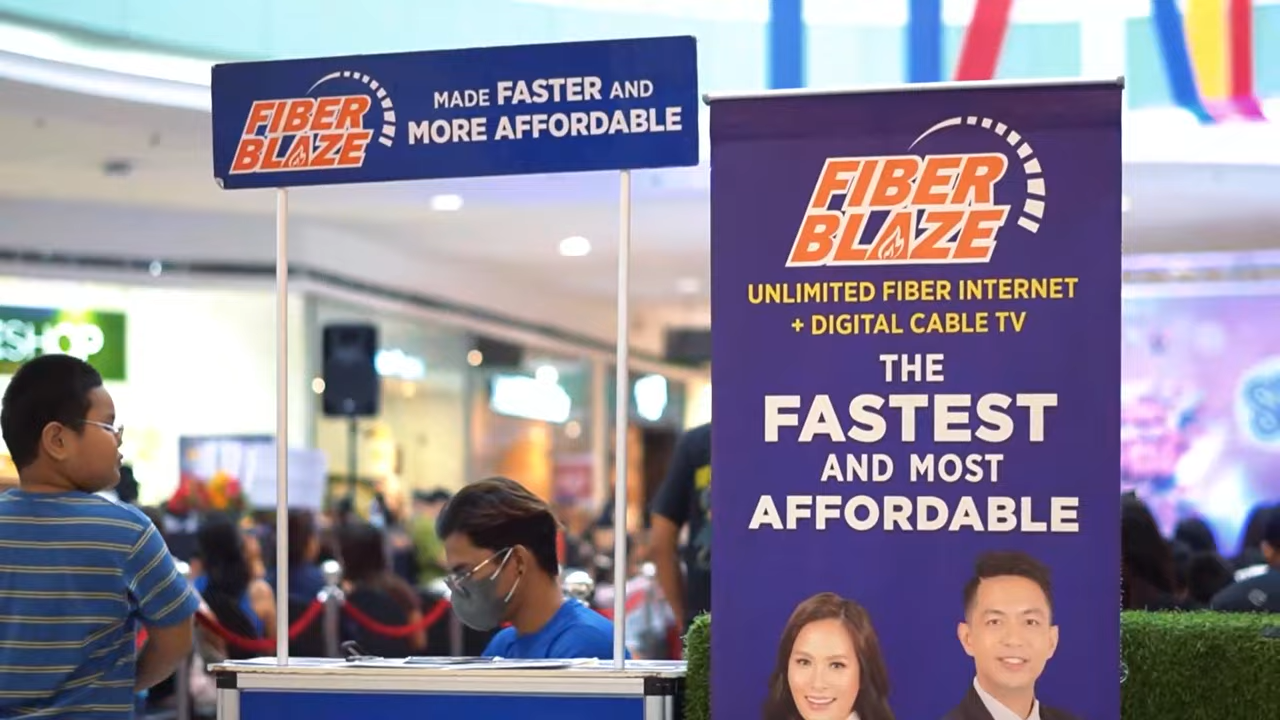 FIBER
BLAZE
MADE FASTER AND
MORE AFFORDABLE
FIBER
BLAZE
UNLIMITED FIBER INTERNET
+ DIGITAL CABLE TV
THE
FASTEST
AND MOST
AFFORDABLE
SHOP